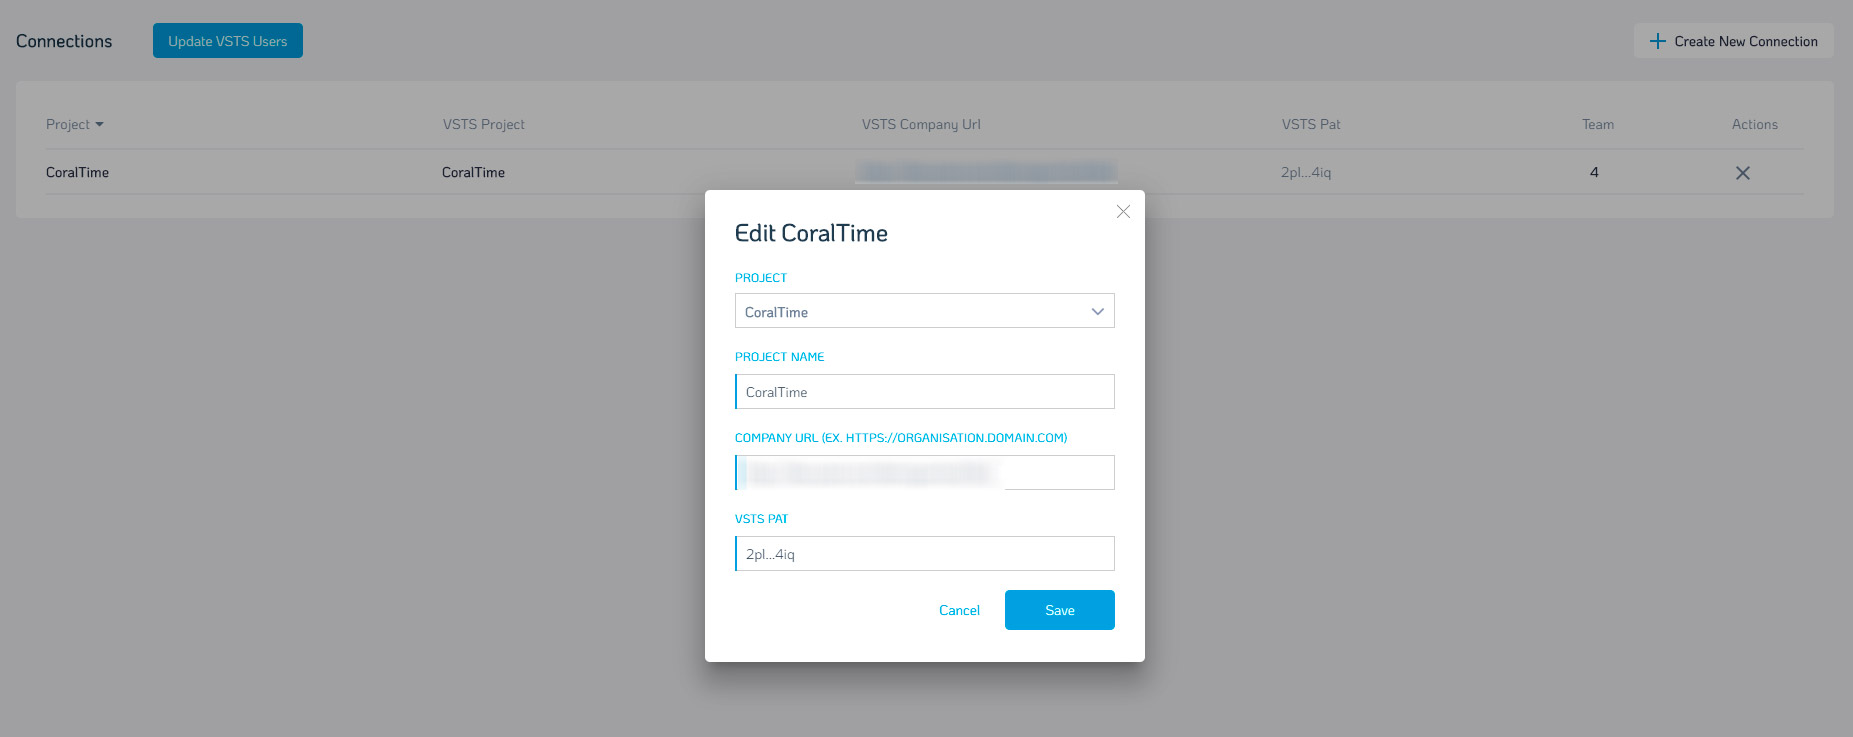 Connections
Update VSTS Users
Create New Connection
Project VSTS Project VSTS Company Url VSTS Pat Team Actions
CoralTime CoralTime 2pl...4iq 4
Edit CoralTime
PROJECT
CoralTime
PROJECT NAME
CoralTime
COMPANY URL (EX. HTTPS://ORGANISATION.DOMAIN.COM)
VSTS PAT
2pl...4iq
Cancel Save